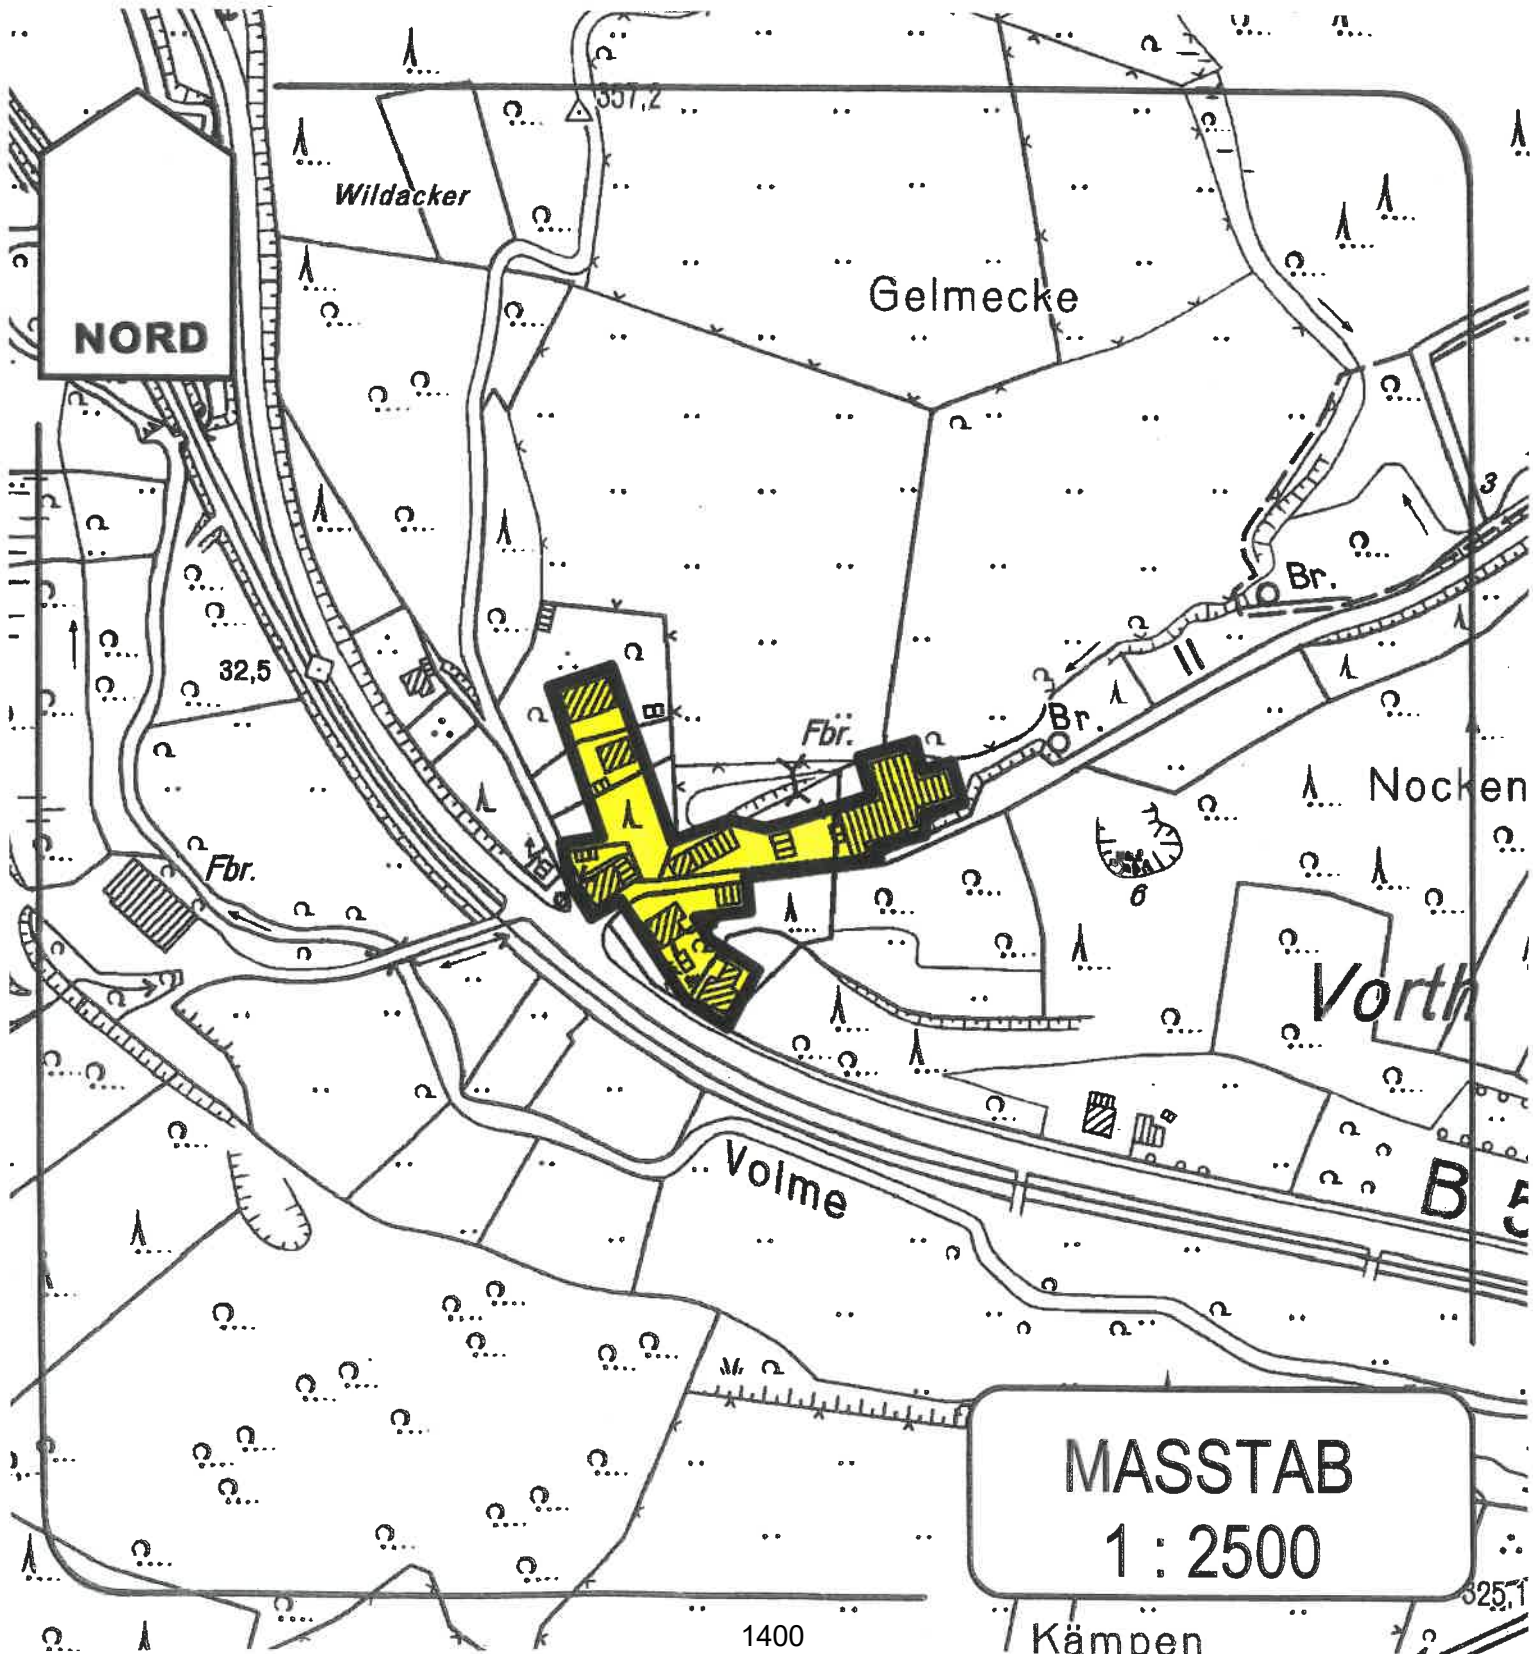 357,2
Wildacker
Gelmecke
NORD
3
Br.
32,5
Br.
Fbr.
Nocken
Fbr.
6
Vorth
Volme
B 5
MASSTAB
1 : 2500
325,1
1400
Kämpen